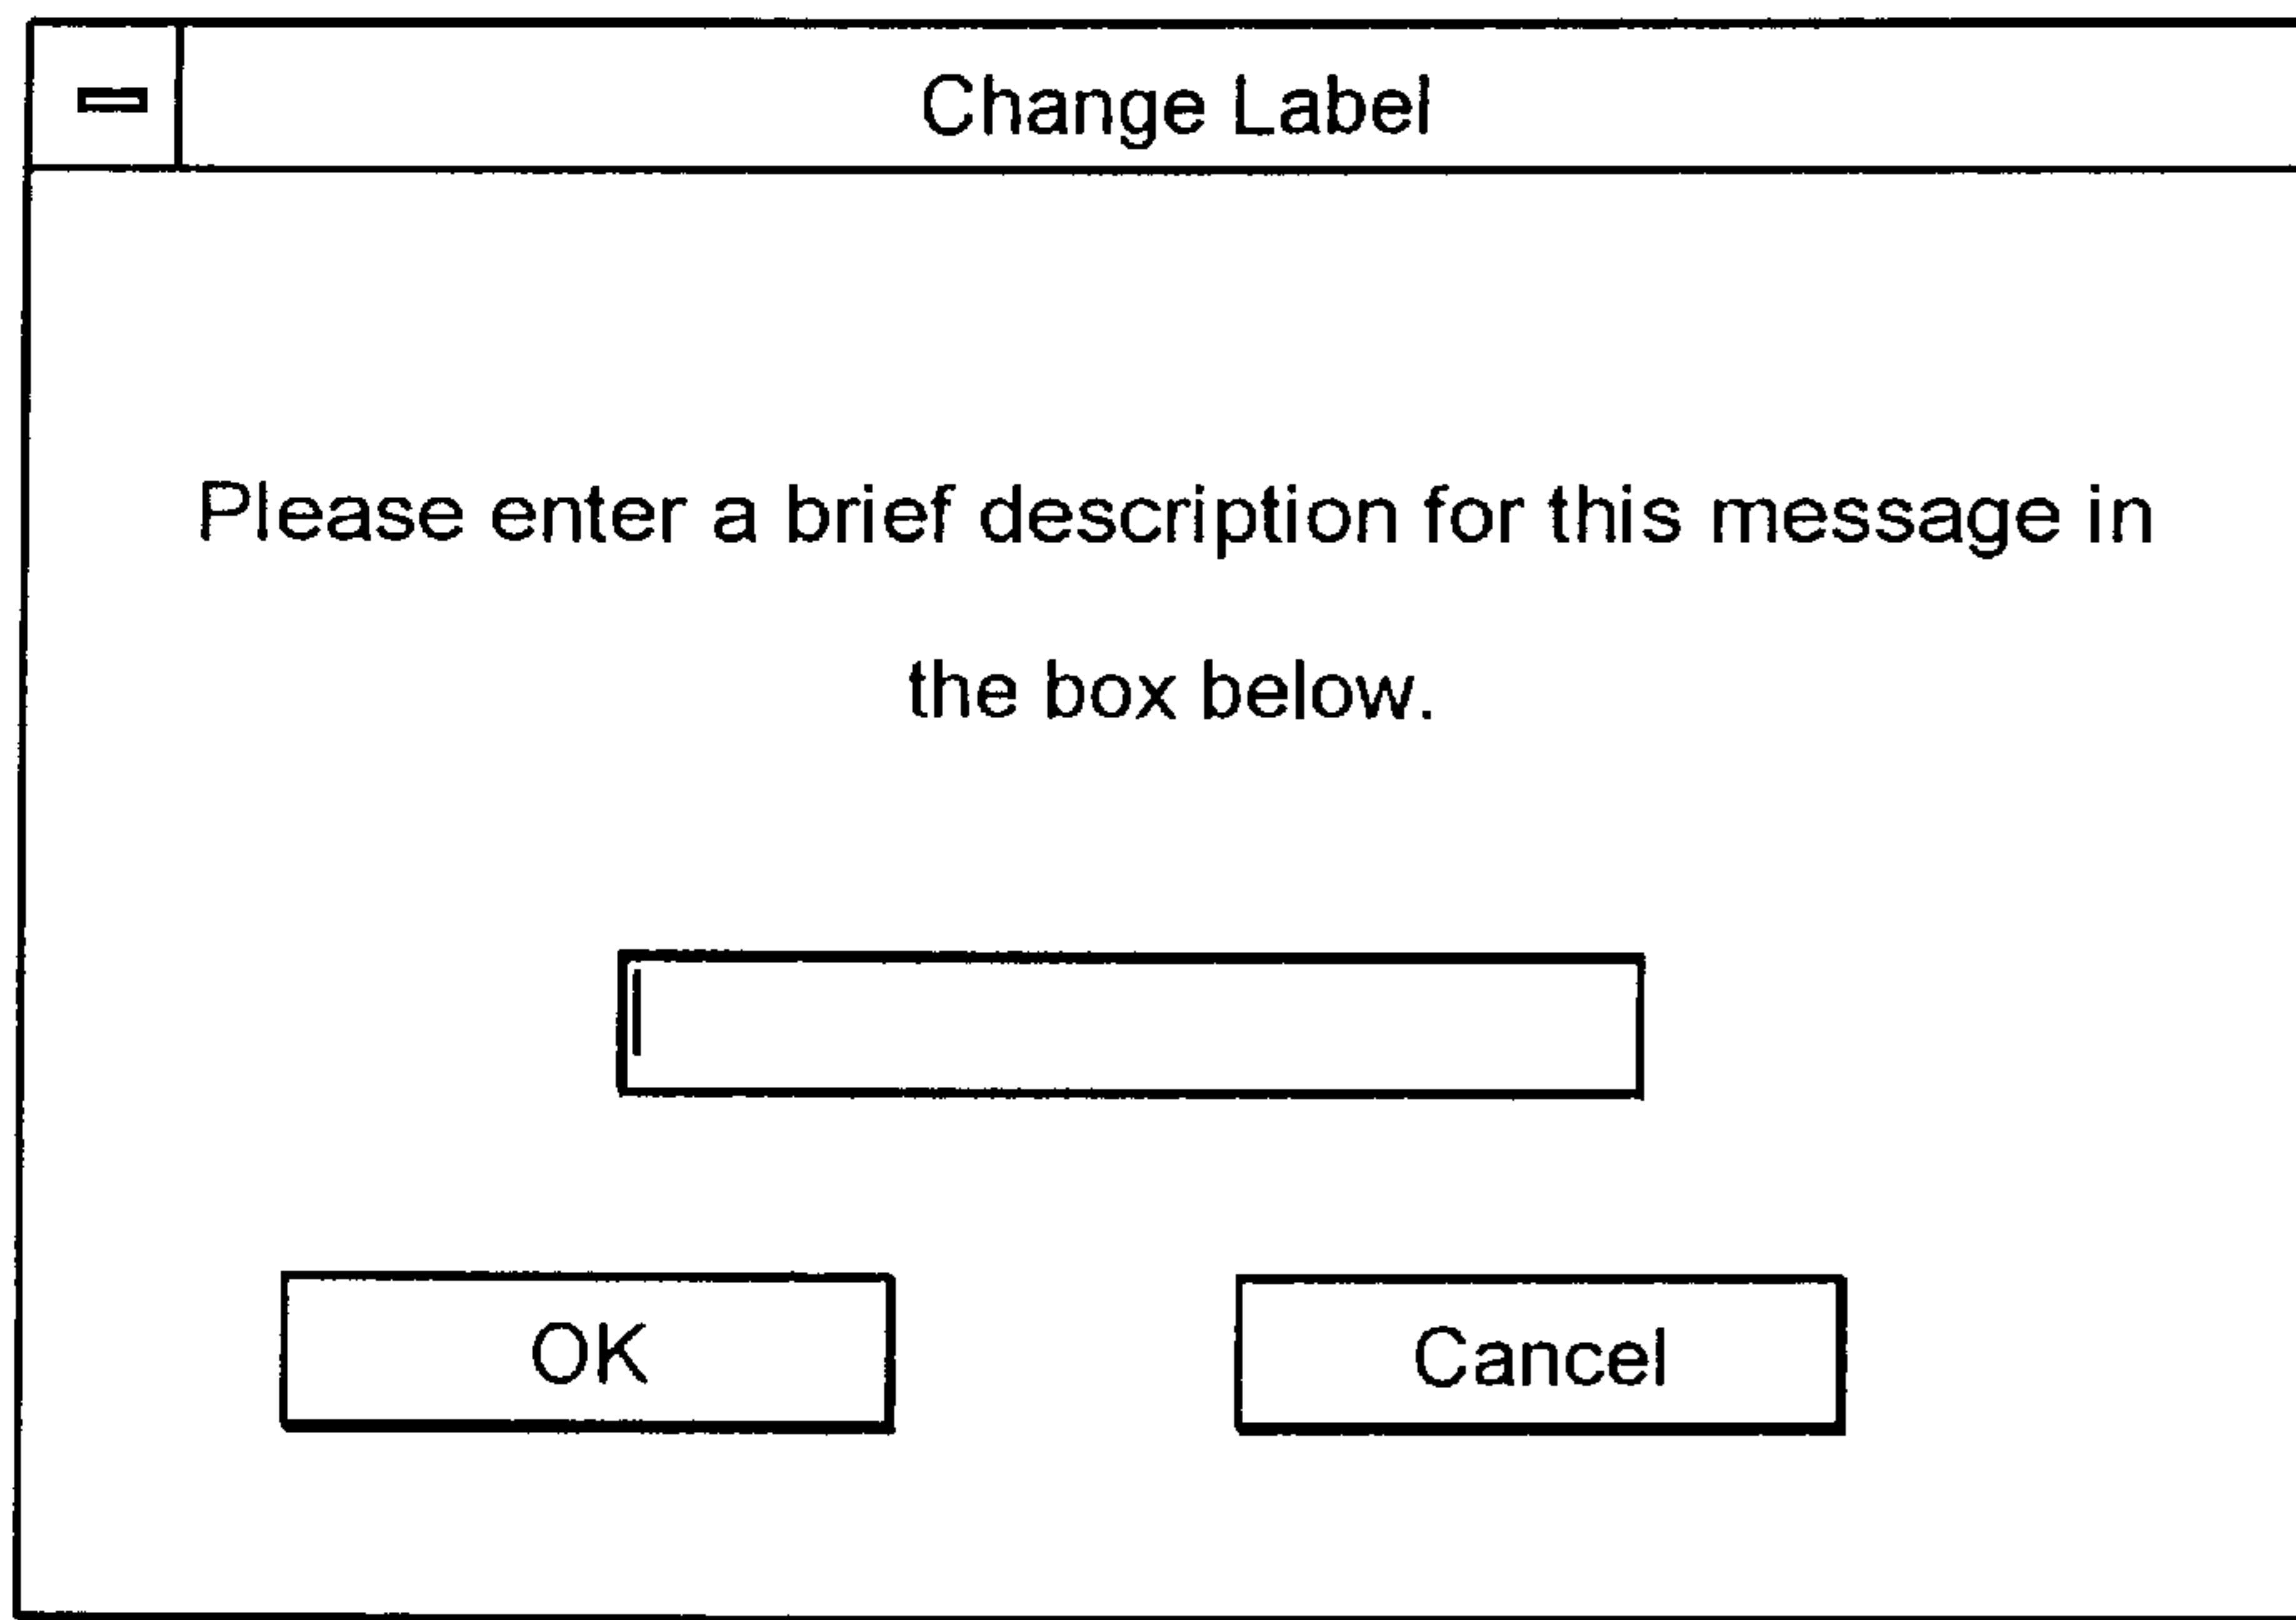 Change Label
Please enter a brief description for this message in
the box below.
OK
Cancel